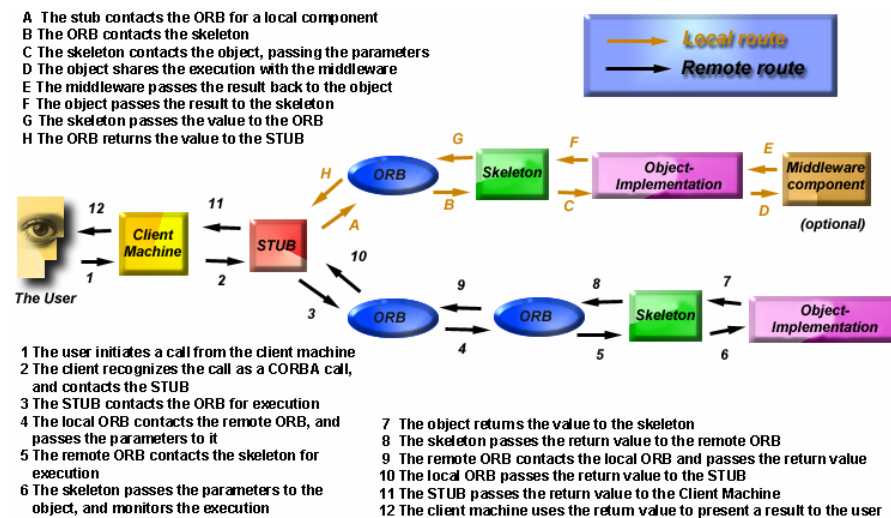 A The stub contacts the ORB for a local component
B The ORB contacts the skeleton
C The skeleton contacts the object, passing the parameters
D The object shares the execution with the middleware
E The middleware passes the result back to the object
F The object passes the result to the skeleton
G The skeleton passes the value to the ORB
H The ORB returns the value to the STUB
Local route
Remote route
G
F
E
H
ORB
Skeleton
Object-
Implementation
Middleware
component
B
C
D
A
(optional)
12
11
Client
Machine
STUB
1
2
The User
10
3
9
8
7
ORB
ORB
Skeleton
Object-
Implementation
4
5
6
1 The user initiates a call from the client machine
2 The client recognizes the call as a CORBA call,
and contacts the STUB
3 The STUB contacts the ORB for execution
4 The local ORB contacts the remote ORB, and
passes the parameters to it
5 The remote ORB contacts the skeleton for
execution
6 The skeleton passes the parameters to the
object, and monitors the execution
7 The object returns the value to the skeleton
8 The skeleton passes the return value to the remote ORB
9 The remote ORB contacts the local ORB and passes the return value
10 The local ORB passes the return value to the STUB
11 The STUB passes the return value to the Client Machine
12 The client machine uses the return value to present a result to the user